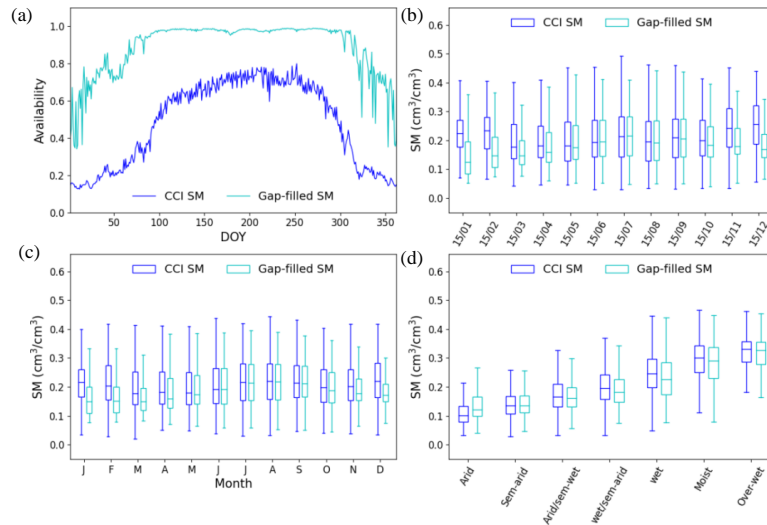 (a)
1.0
0.8
0.6
0.4
0.2
0.0
Availability
CCI SM
Gap-filled SM
50
100
150
200
250
300
350
DOY
(b)
0.6
0.5
0.4
0.3
0.2
0.1
0.0
SM (cm³/cm³)
CCI SM
Gap-filled SM
15/01
15/02
15/03
15/04
15/05
15/06
15/07
15/08
15/09
15/10
15/11
15/12
(c)
0.6
0.5
0.4
0.3
0.2
0.1
0.0
SM (cm³/cm³)
CCI SM
Gap-filled SM
J F M A M J J A S O N D
Month
(d)
0.6
0.5
0.4
0.3
0.2
0.1
0.0
SM (cm³/cm³)
CCI SM
Gap-filled SM
Arid
Sem-arid
Arid/sem-wet
wet/sem-arid
wet
Moist
Over-wet